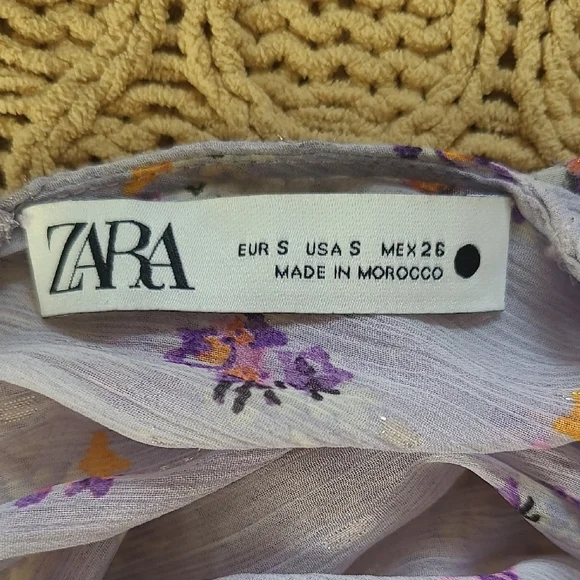 ZARA
EUR S USA S MEX 26
MADE IN MOROCCO